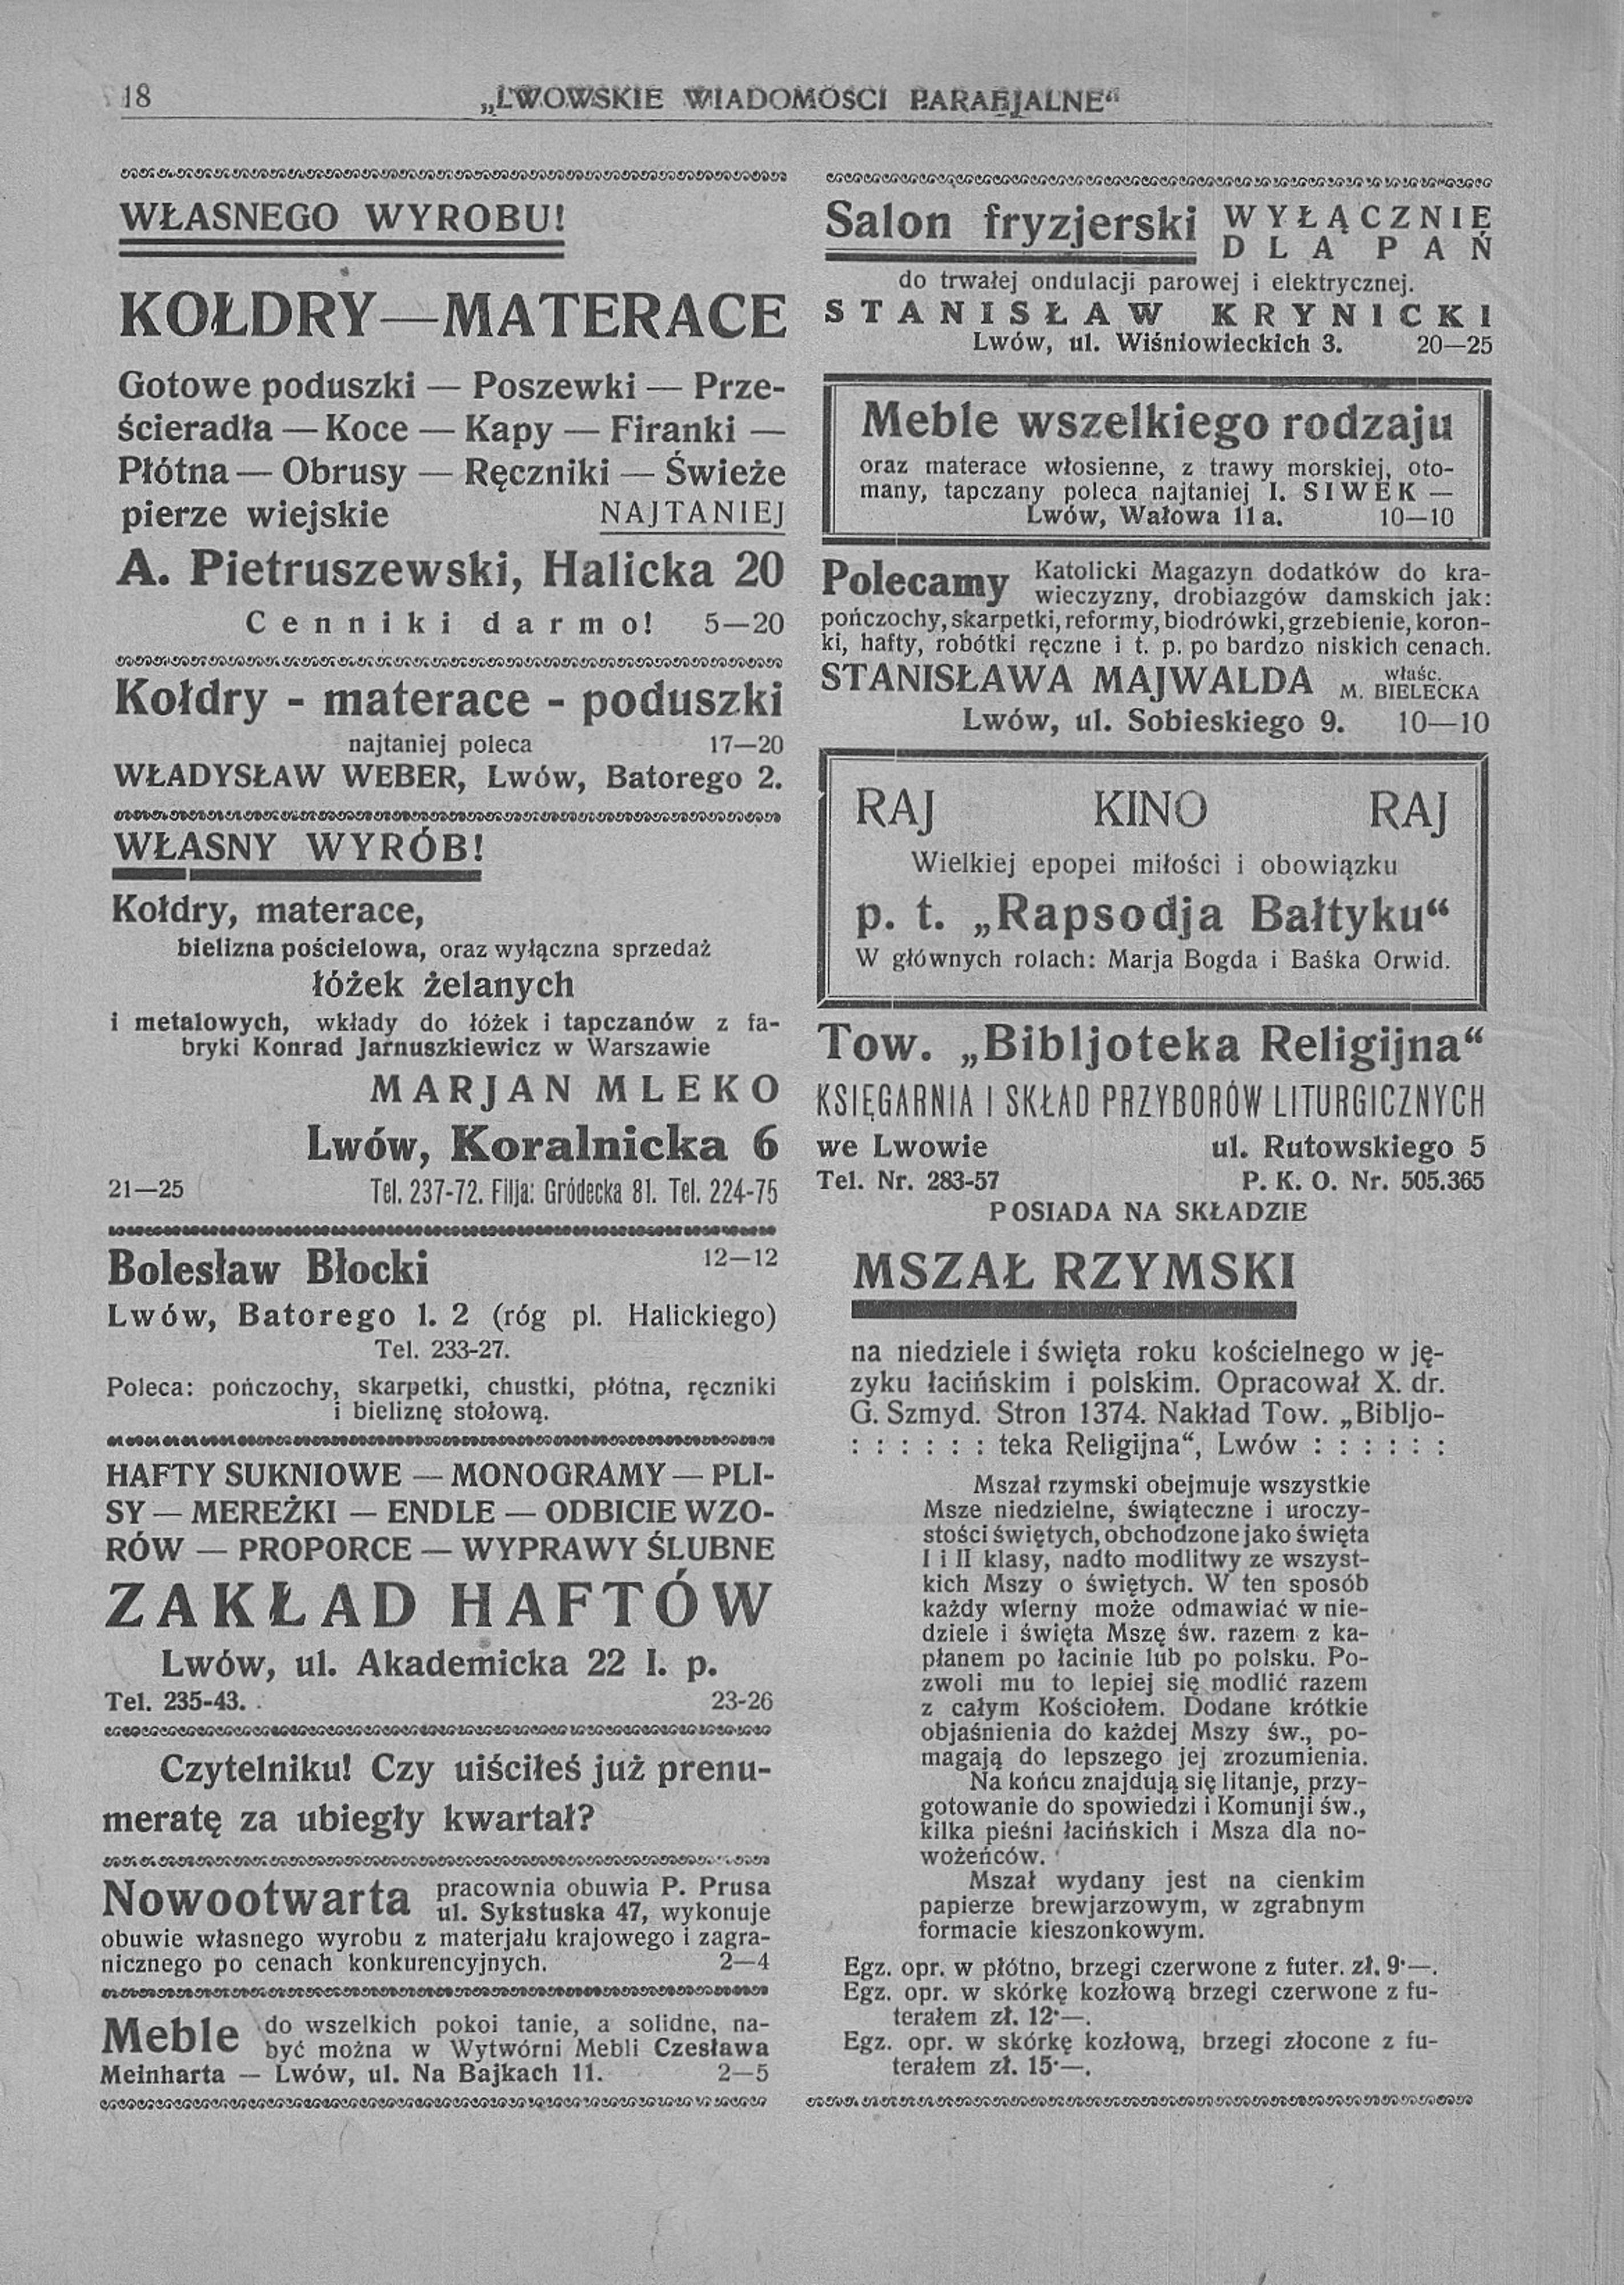 18
„LWOWSKIE WIADOMOŚCI PARAFJALNE“
WŁASNEGO WYROBU!
KOŁDRY—MATERACE
Gotowe poduszki — Poszewki — Prze-
ścieradła — Koce — Kapy — Firanki —
Płótna — Obrusy — Ręczniki — Świeże
pierze wiejskie NAJTANIEJ
A. Pietruszewski, Halicka 20
Cenniki darmo! 5—20
Kołdry - materace - poduszki
najtaniej poleca 17—20
WŁADYSŁAW WEBER, Lwów, Batorego 2.
WŁASNY WYRÓB!
Kołdry, materace,
bielizna pościelowa, oraz wyłączna sprzedaż
łóżek żelanych
i metalowych, wkłady do łóżek i tapczanów z fa-
bryki Konrad Jarnuszkiewicz w Warszawie
MARJAN MLEKO
Lwów, Koralnicka 6
21—25 Tel. 237-72. Filja: Gródecka 81. Tel. 224-75
Bolesław Błocki 12—12
Lwów, Batorego l. 2 (róg pl. Halickiego)
Tel. 233-27.
Poleca: pończochy, skarpetki, chustki, płótna, ręczniki
i bieliznę stołową.
HAFTY SUKNIOWE — MONOGRAMY — PLI-
SY — MEREŻKI — ENDLE — ODBICIE WZO-
RÓW — PROPORCE — WYPRAWY ŚLUBNE
ZAKŁAD HAFTÓW
Lwów, ul. Akademicka 22 I. p.
Tel. 235-43. 23-26
Czytelniku! Czy uiściłeś już prenu-
meratę za ubiegły kwartał?
Nowootwarta pracownia obuwia P. Prusa
ul. Sykstuska 47, wykonuje
obuwie własnego wyrobu z materjału krajowego i zagra-
nicznego po cenach konkurencyjnych. 2—4
Meble do wszelkich pokoi tanie, a solidne, na-
być można w Wytwórni Mebli Czesława
Meinharta — Lwów, ul. Na Bajkach 11. 2—5
Salon fryzjerski WYŁĄCZNIE
DLA PAŃ
do trwałej ondulacji parowej i elektrycznej.
STANISŁAW KRYNICKI
Lwów, ul. Wiśniowieckich 3. 20—25
Meble wszelkiego rodzaju
oraz materace włosienne, z trawy morskiej, oto-
many, tapczany poleca najtaniej I. SIWEK —
Lwów, Wałowa 11a. 10—10
Polecamy Katolicki Magazyn dodatków do kra-
wieczyzny, drobiazgów damskich jak:
pończochy, skarpetki, reformy, biodrówki, grzebienie, koron-
ki, hafty, robótki ręczne i t. p. po bardzo niskich cenach.
STANISŁAWA MAJWALDA właśc.
M. BIELECKA
Lwów, ul. Sobieskiego 9. 10—10
RAJ KINO RAJ
Wielkiej epopei miłości i obowiązku
p. t. „Rapsodja Bałtyku“
W głównych rolach: Marja Bogda i Baśka Orwid.
Tow. „Bibljoteka Religijna“
KSIĘGARNIA I SKŁAD PRZYBORÓW LITURGICZNYCH
we Lwowie ul. Rutowskiego 5
Tel. Nr. 283-57 P. K. O. Nr. 505.365
POSIADA NA SKŁADZIE
MSZAŁ RZYMSKI
na niedziele i święta roku kościelnego w ję-
zyku łacińskim i polskim. Opracował X. dr.
G. Szmyd. Stron 1374. Nakład Tow. „Bibljo-
: : : : : : teka Religijna“, Lwów : : : : : :
Mszał rzymski obejmuje wszystkie
Msze niedzielne, świąteczne i uroczy-
stości świętych, obchodzone jako święta
I i II klasy, nadto modlitwy ze wszyst-
kich Mszy o świętych. W ten sposób
każdy wierny może odmawiać w nie-
dziele i święta Mszę św. razem z ka-
płanem po łacinie lub po polsku. Po-
zwoli mu to lepiej się modlić razem
z całym Kościołem. Dodane krótkie
objaśnienia do każdej Mszy św., po-
magają do lepszego jej zrozumienia.
Na końcu znajdują się litanje, przy-
gotowanie do spowiedzi i Komunji św.,
kilka pieśni łacińskich i Msza dla no-
wożeńców.
Mszał wydany jest na cienkim
papierze brewjarzowym, w zgrabnym
formacie kieszonkowym.
Egz. opr. w płótno, brzegi czerwone z futer. zł. 9·—.
Egz. opr. w skórkę kozłową brzegi czerwone z fu-
terałem zł. 12·—.
Egz. opr. w skórkę kozłową, brzegi złocone z fu-
terałem zł. 15·—.